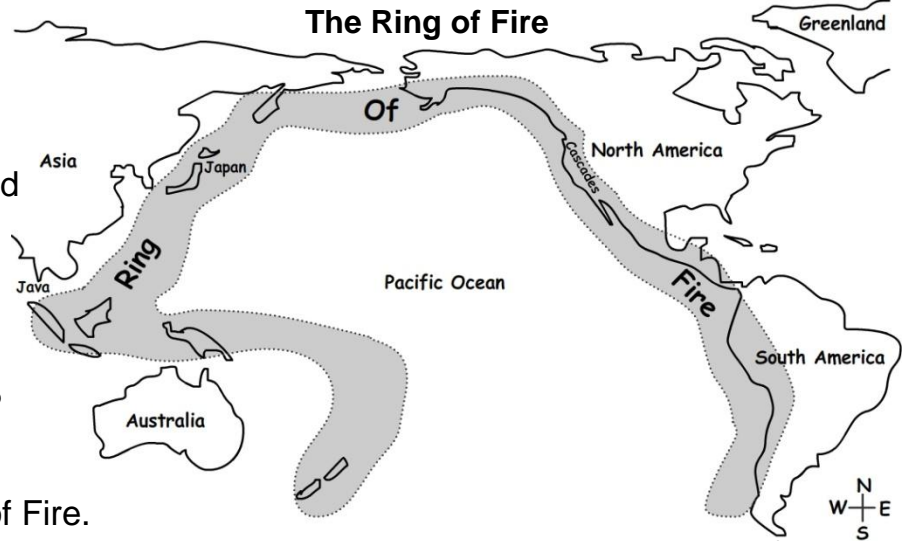 The Ring of Fire
Greenland
Of
Asia
Japan
North America
Cascades
d
Ring
Java
Pacific Ocean
Fire
South America
Australia
N
W E
S
of Fire.